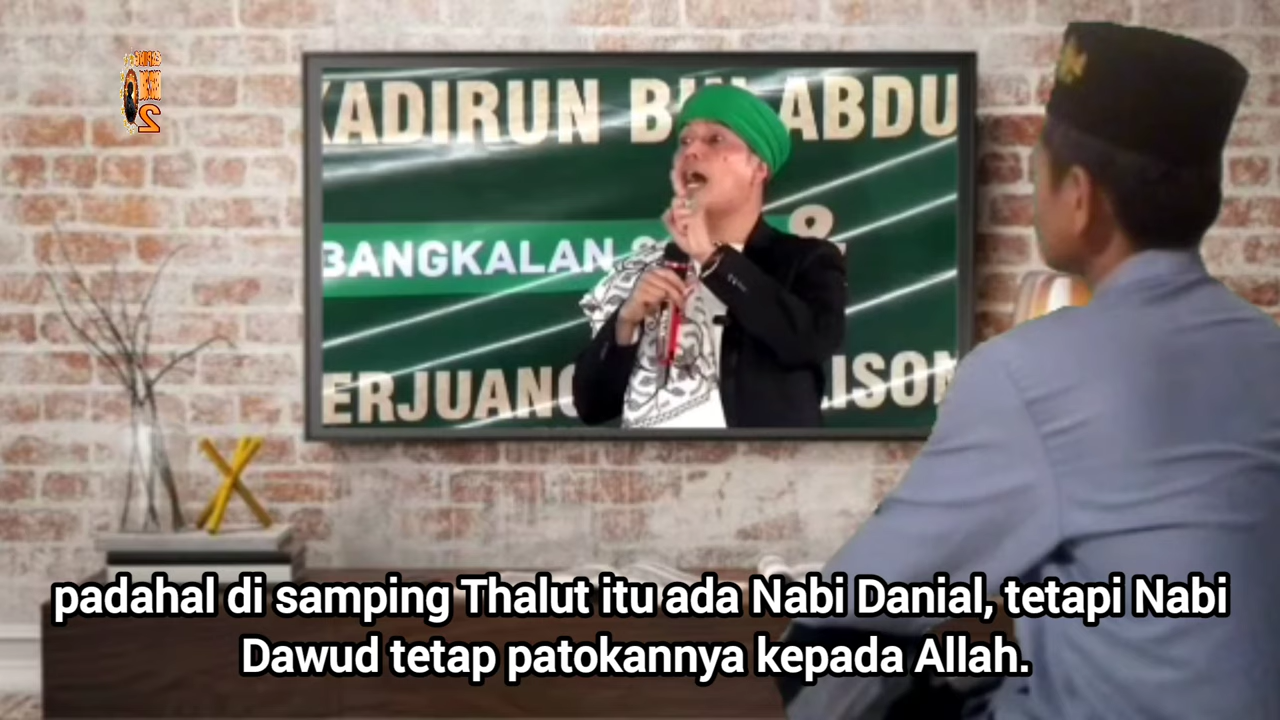 KADIRUN BIN ABDU
BANGKALAN
&
ERJUANG
ISON
padahal di samping Thalut itu ada Nabi Danial, tetapi Nabi
Dawud tetap patokannya kepada Allah.